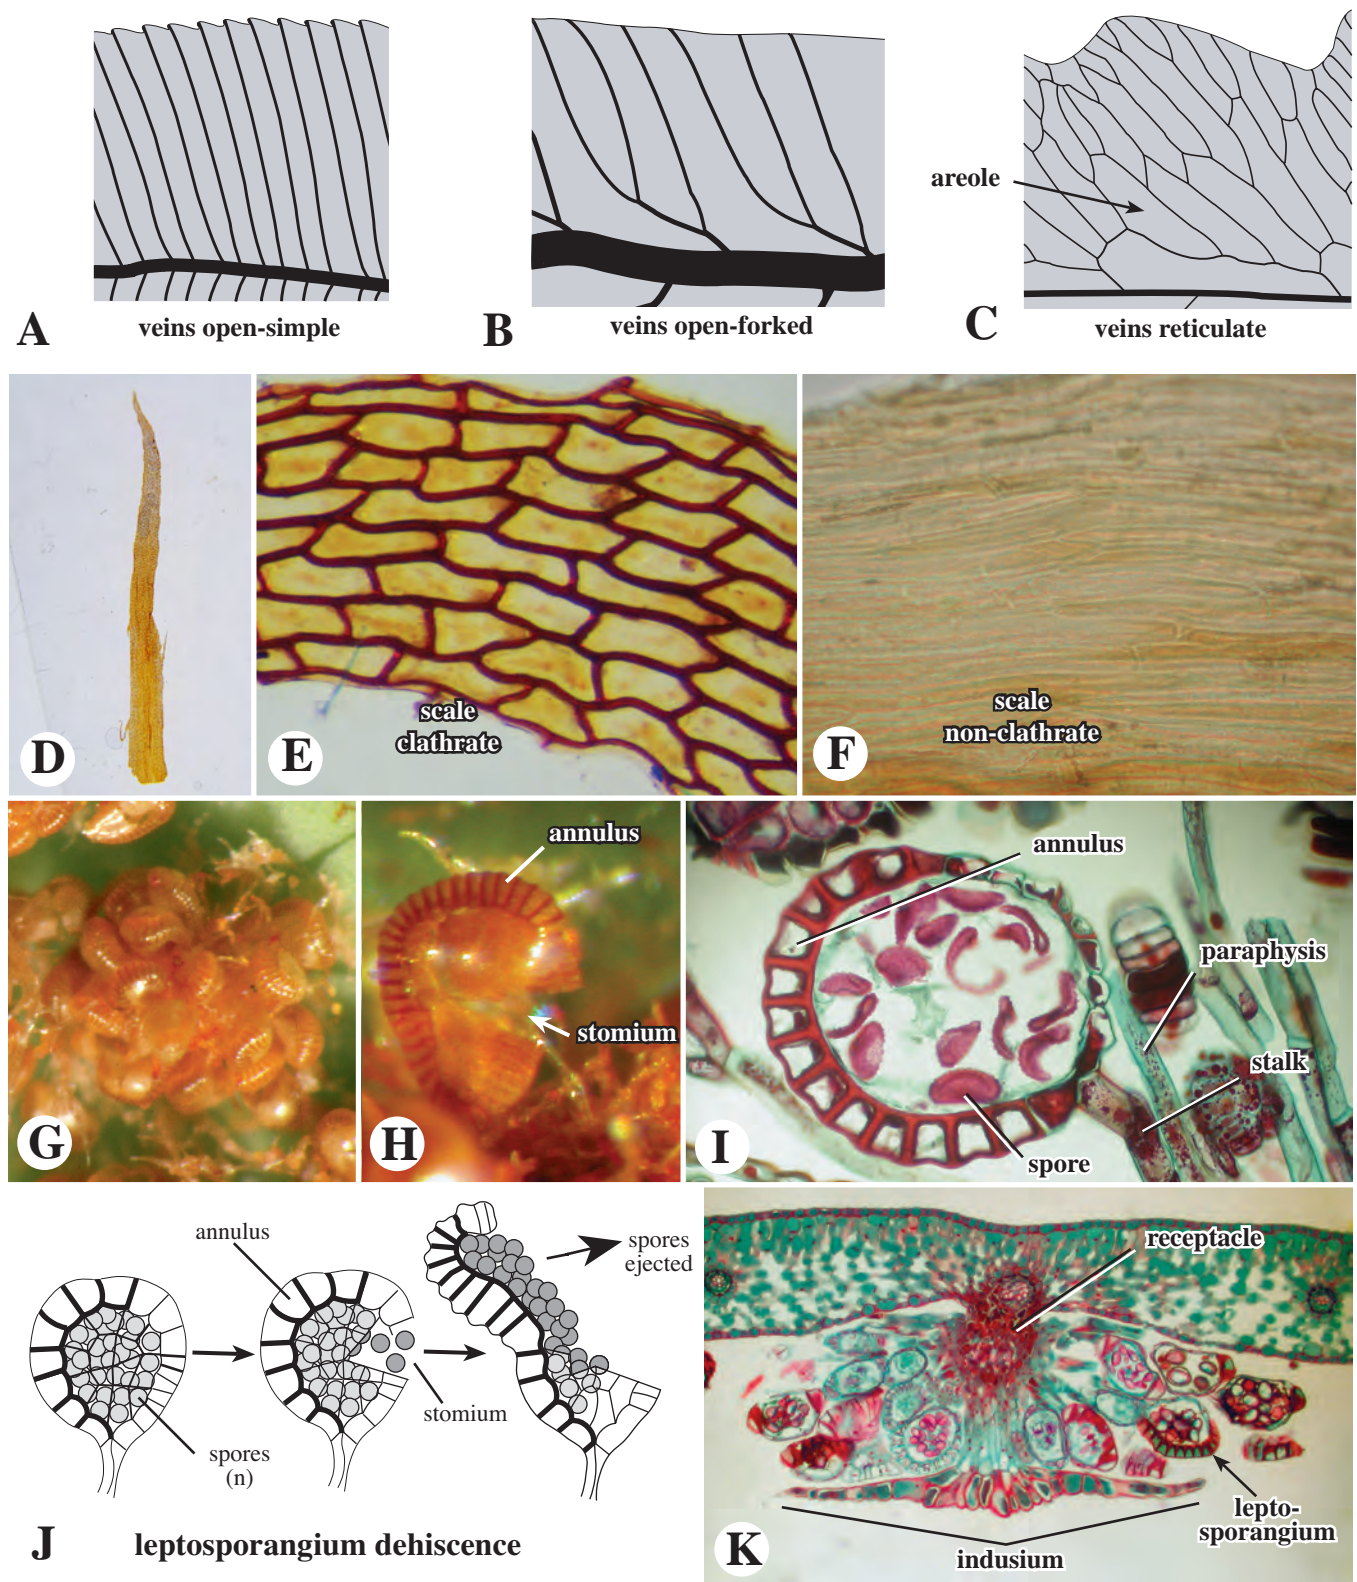 areole
A
veins open-simple
B
veins open-forked
C
veins reticulate
D
E
scale
clathrate
F
scale
non-clathrate
G
H
annulus
stomium
I
annulus
paraphysis
stalk
spore
annulus
spores
ejected
stomium
spores
(n)
J
leptosporangium dehiscence
K
receptacle
lepto-
sporangium
indusium